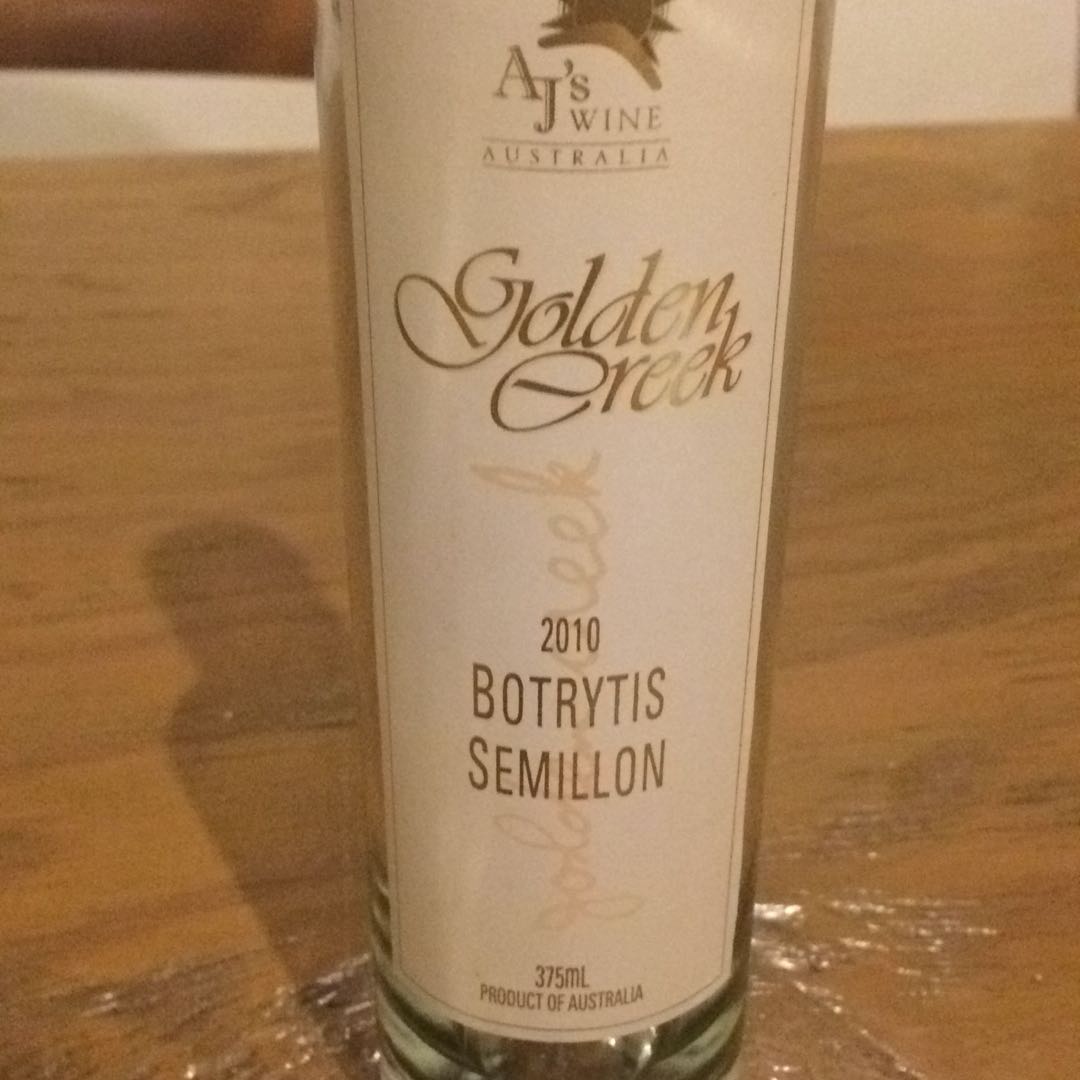 AJ's
WINE
AUSTRALIA
Golden
Creek
2010
BOTRYTIS
SEMILLON
375mL
PRODUCT OF AUSTRALIA